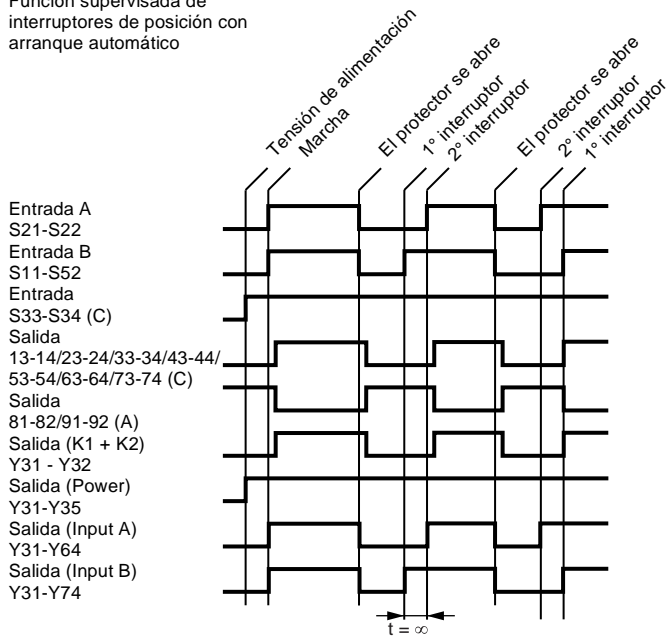 Función supervisada de
interruptores de posición con
arranque automático
Tensión de alimentación
Marcha
El protector se abre
1° interruptor
2° interruptor
El protector se abre
2° interruptor
1° interruptor
Entrada A
S21-S22
Entrada B
S11-S52
Entrada
S33-S34 (C)
Salida
13-14/23-24/33-34/43-44/
53-54/63-64/73-74 (C)
Salida
81-82/91-92 (A)
Salida (K1 + K2)
Y31 - Y32
Salida (Power)
Y31-Y35
Salida (Input A)
Y31-Y64
Salida (Input B)
Y31-Y74
t = ∞